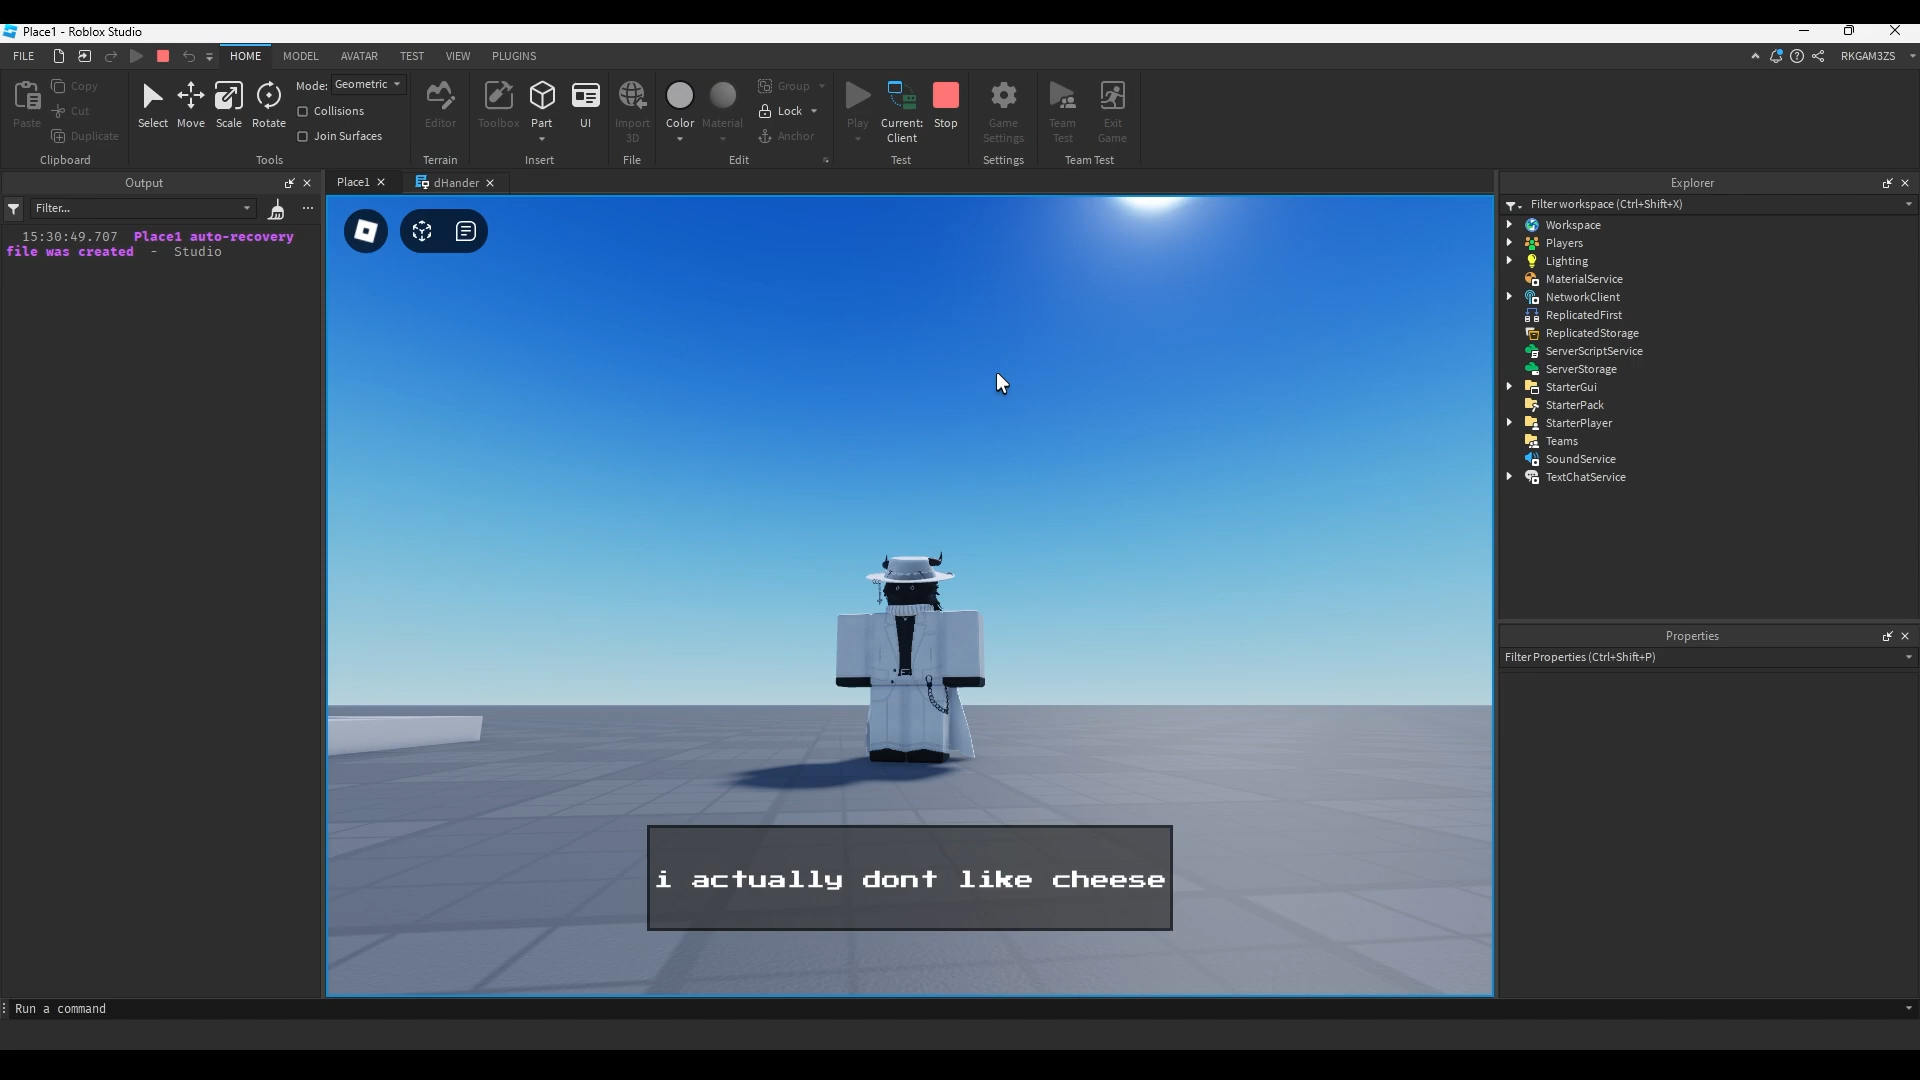 Place1 - Roblox Studio
FILE HOME MODEL AVATAR TEST VIEW PLUGINS RKGAM3ZS
Paste Copy Cut Duplicate
Clipboard
Select Move Scale Rotate Mode: Geometric
Collisions
Join Surfaces
Tools
Editor
Terrain
Toolbox Part UI
Insert
Import 3D
File
Color Material Group Lock Anchor
Edit
Play Current: Client Stop
Test
Game Settings
Settings
Team Test Exit Game
Team Test
Output
Filter...
15:30:49.707 Place1 auto-recovery
file was created - Studio
Place1 dHander
i actually dont like cheese
Explorer
Filter workspace (Ctrl+Shift+X)
Workspace
Players
Lighting
MaterialService
NetworkClient
ReplicatedFirst
ReplicatedStorage
ServerScriptService
ServerStorage
StarterGui
StarterPack
StarterPlayer
Teams
SoundService
TextChatService
Properties
Filter Properties (Ctrl+Shift+P)
Run a command